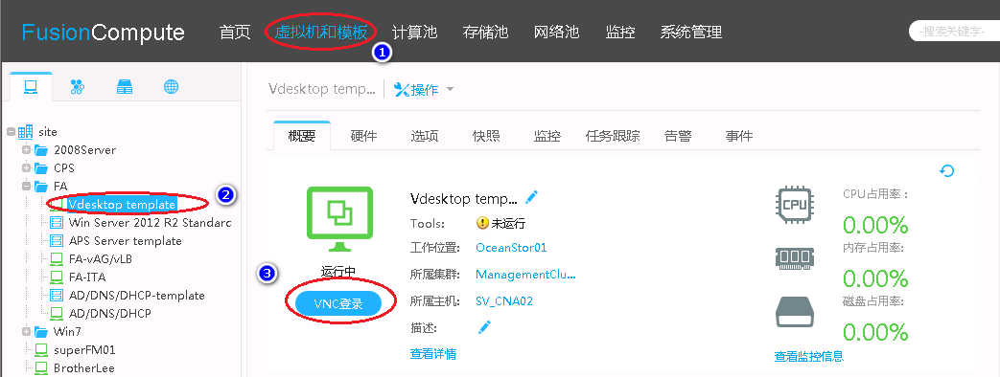 FusionCompute 首页 虚拟机和模板 计算池 存储池 网络池 监控 系统管理 -搜索关键字-
1
Vdesktop temp... 操作
site
2008Server
CPS
FA
Vdesktop template
2
Win Server 2012 R2 Standarc
APS Server template
FA-vAG/vLB
FA-ITA
AD/DNS/DHCP-template
AD/DNS/DHCP
Win7
superFM01
BrotherLee
概要 硬件 选项 快照 监控 任务跟踪 告警 事件
运行中
3
VNC登录
Vdesktop temp...
Tools: 未运行
工作位置: OceanStor01
所属集群: ManagementClu...
所属主机: SV_CNA02
描述:
查看详情
CPU
CPU占用率:
0.00%
内存占用率:
0.00%
磁盘占用率:
0.00%
查看监控信息